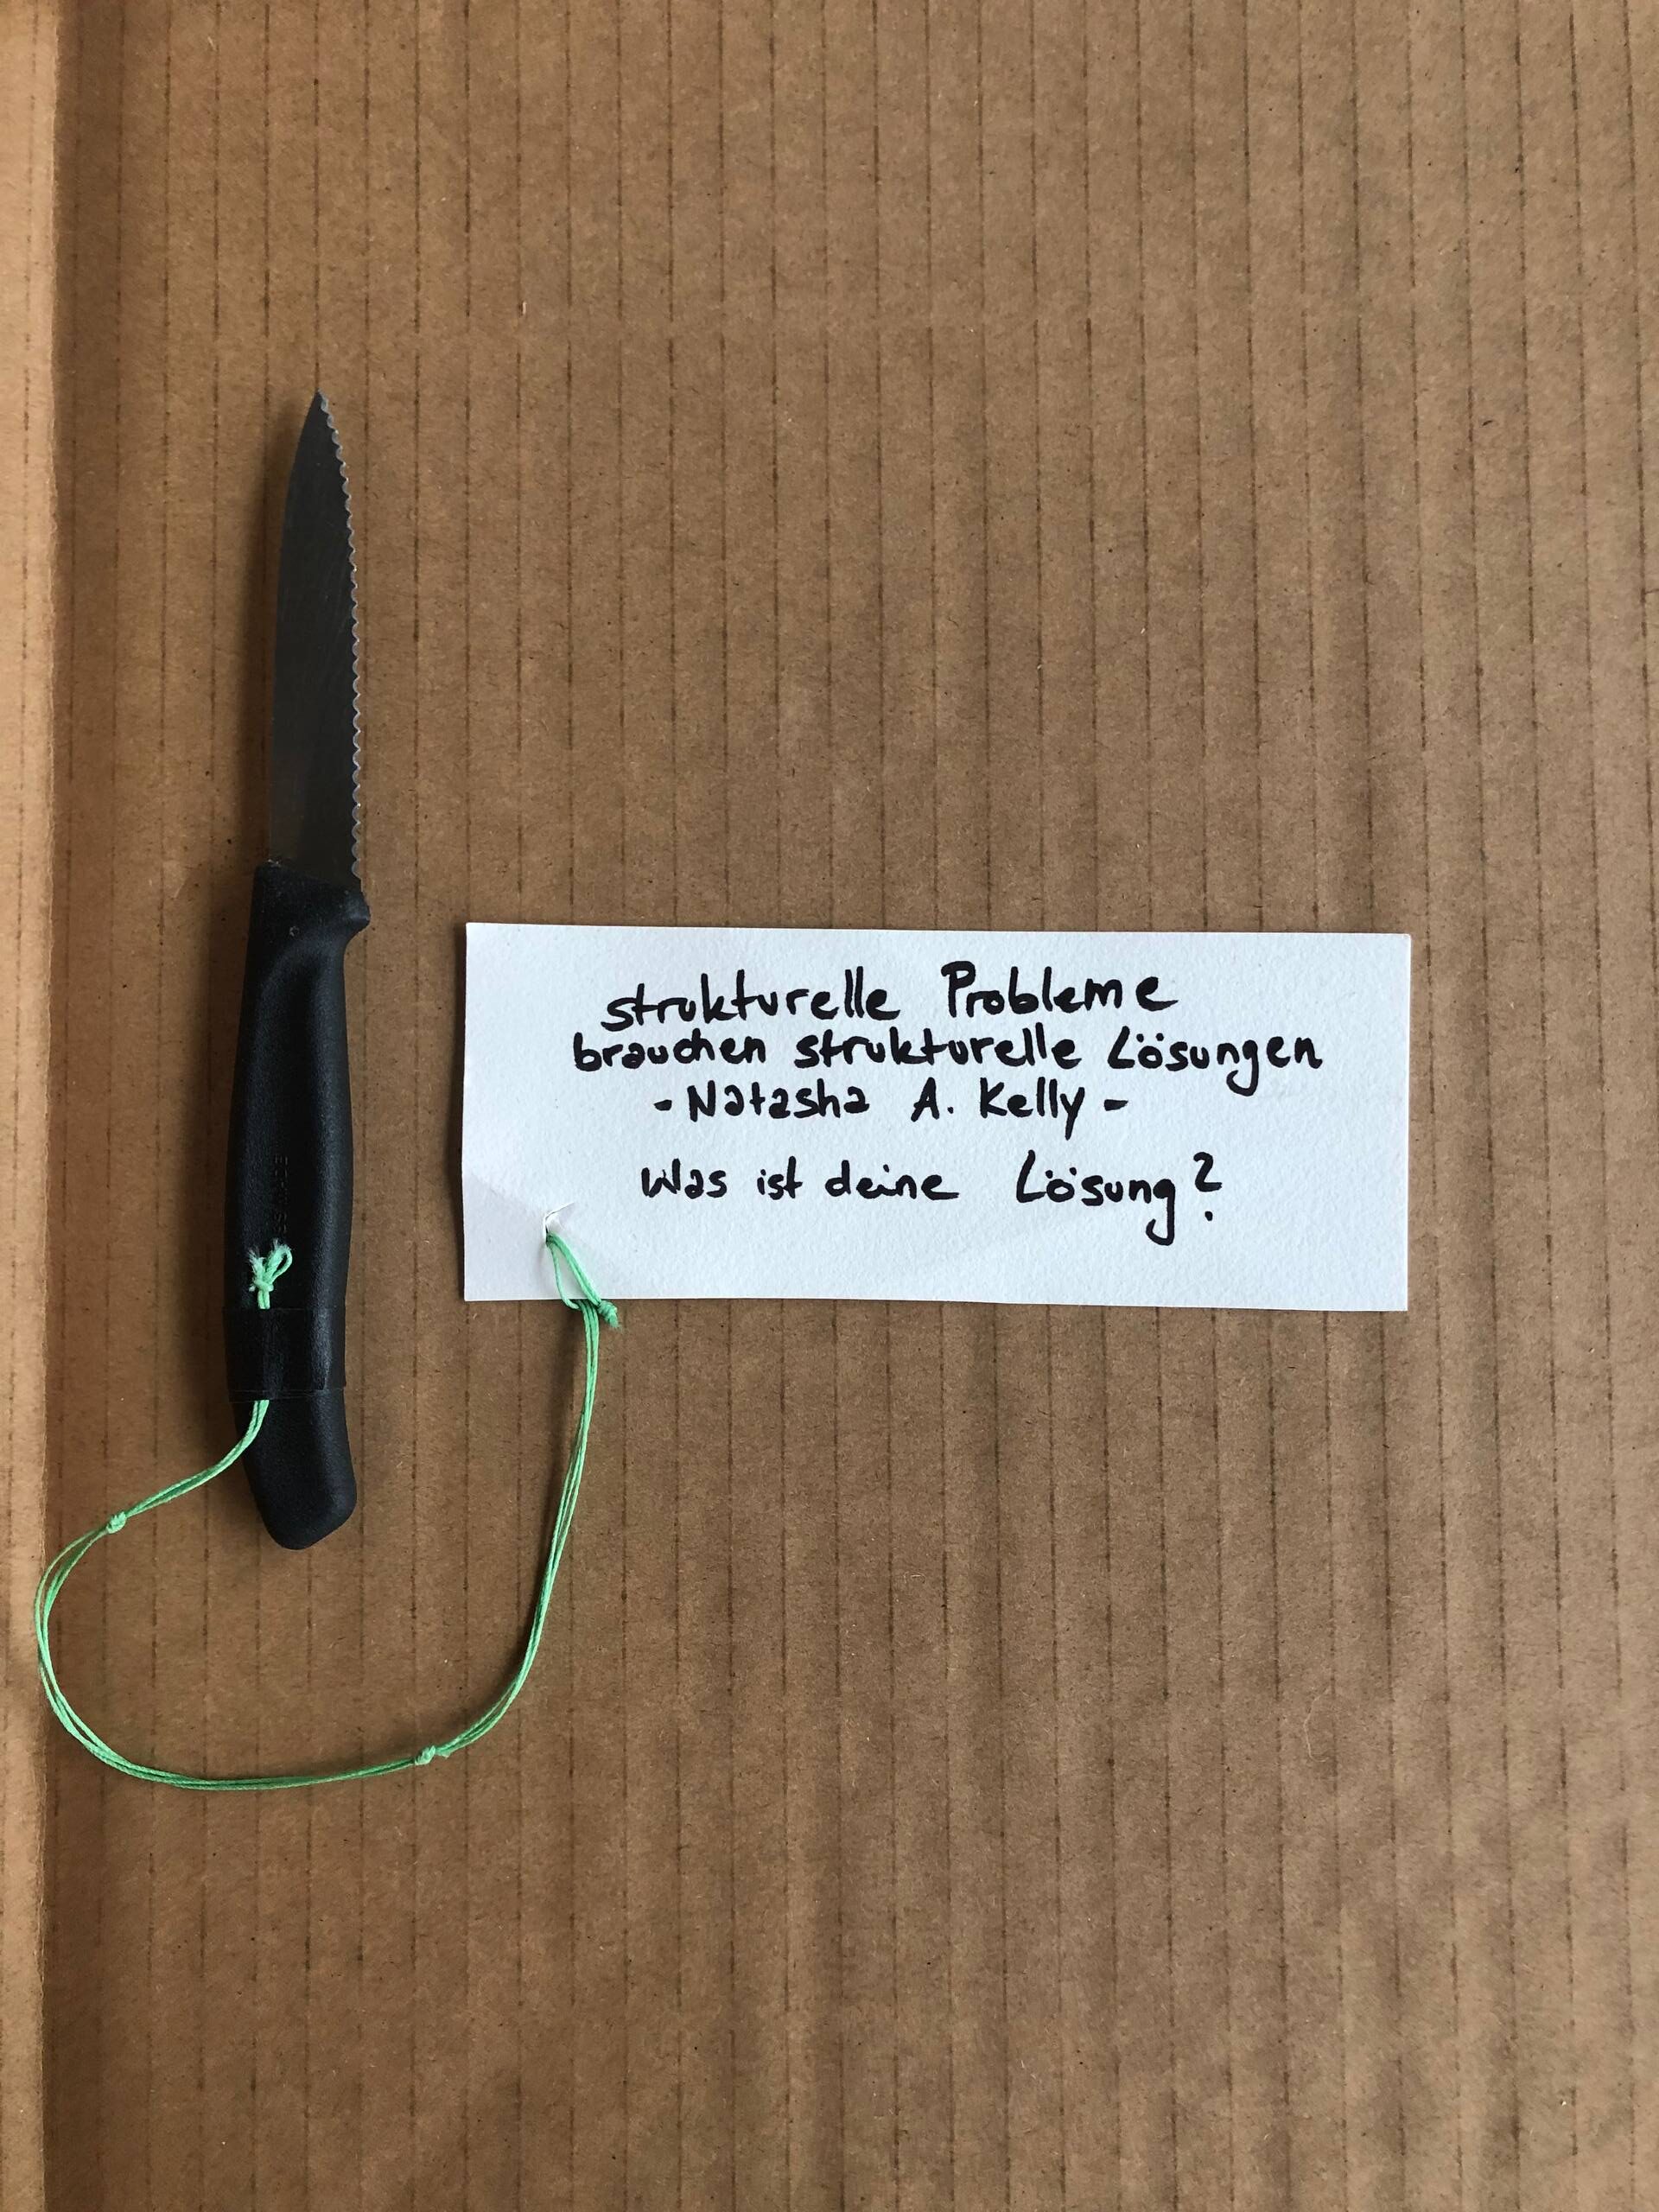 strukturelle Probleme
brauchen strukturelle Lösungen
- Natasha A. Kelly -
Was ist deine Lösung?